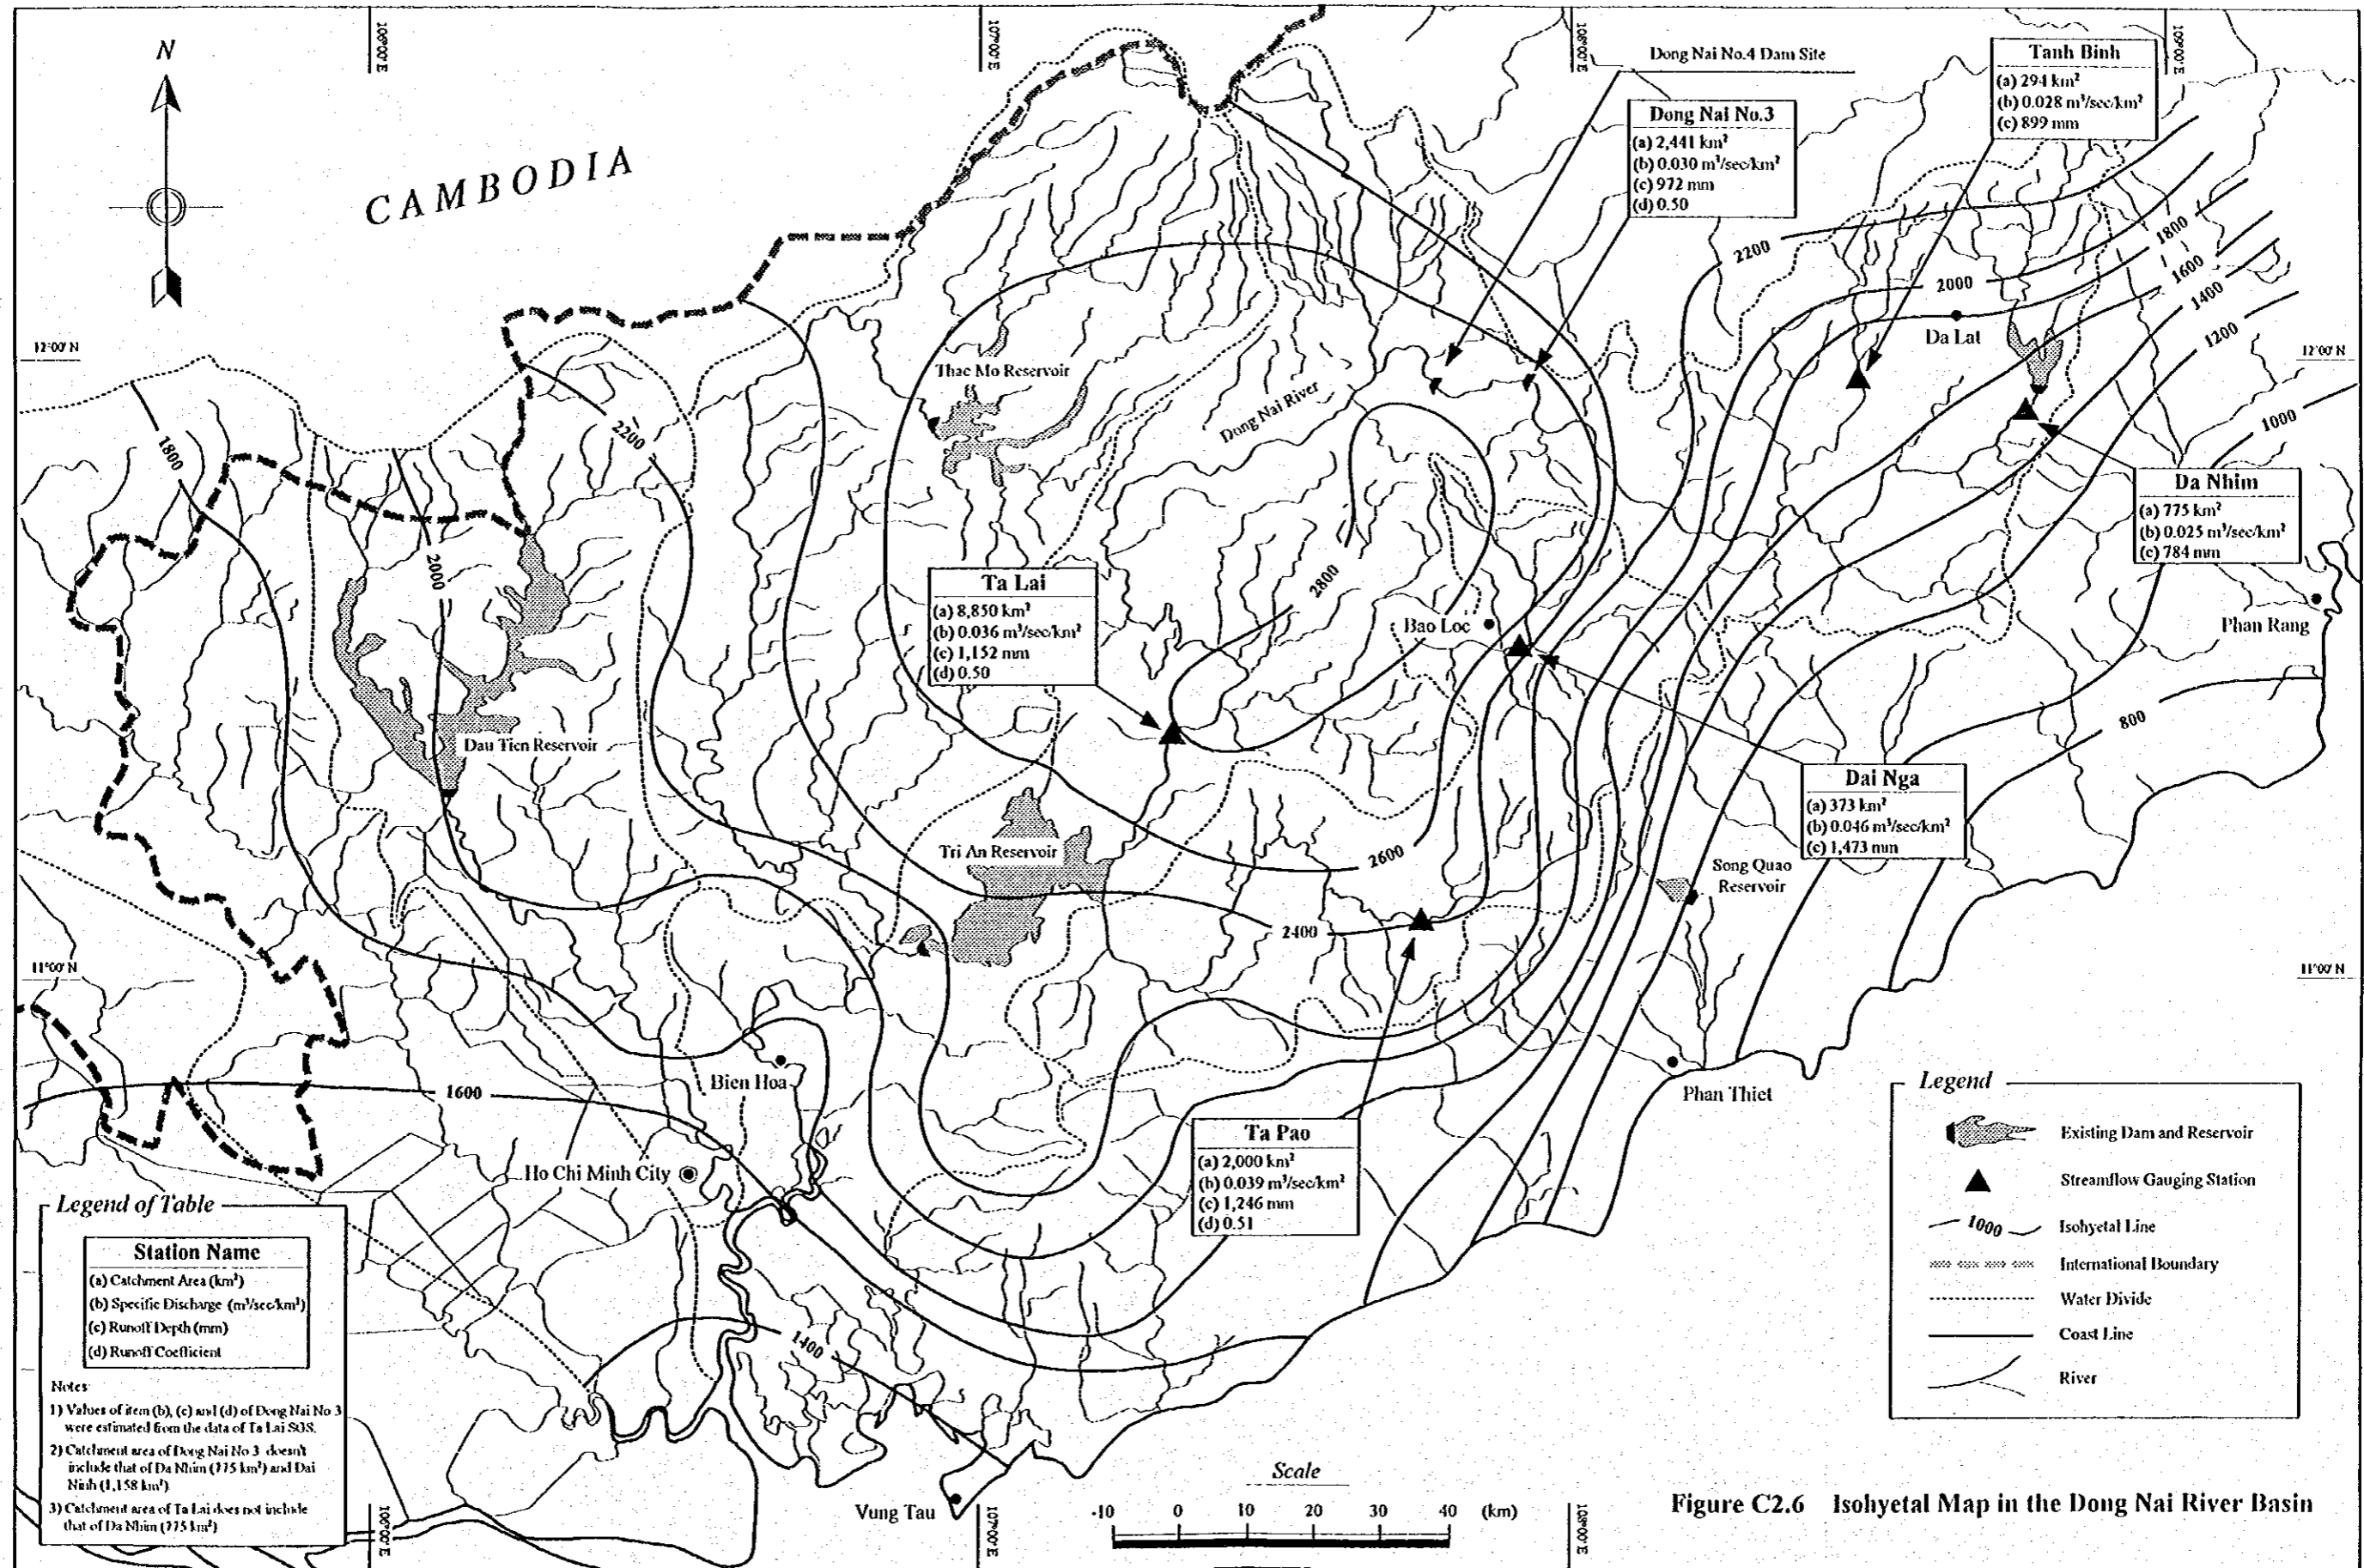 N
CAMBODIA
106°00' E
107°00' E
108°00' E
109°00' E
12°00' N
12°00' N
11°00' N
11°00' N
106°00' E
107°00' E
108°00' E
Dong Nai No.4 Dam Site
Dong Nai No.3
(a) 2,441 km²
(b) 0.030 m³/sec/km²
(c) 972 mm
(d) 0.50
Tanh Binh
(a) 294 km²
(b) 0.028 m³/sec/km²
(c) 899 mm
Da Nhim
(a) 775 km²
(b) 0.025 m³/sec/km²
(c) 784 mm
Ta Lai
(a) 8,850 km²
(b) 0.036 m³/sec/km²
(c) 1,152 mm
(d) 0.50
Dai Nga
(a) 373 km²
(b) 0.046 m³/sec/km²
(c) 1,473 mm
Ta Pao
(a) 2,000 km²
(b) 0.039 m³/sec/km²
(c) 1,246 mm
(d) 0.51
2200
2000
1800
1600
1400
1200
1000
800
1800
2000
2200
2800
2600
2400
1600
1400
Thac Mo Reservoir
Dong Nai River
Da Lat
Bao Loc
Phan Rang
Dau Tien Reservoir
Tri An Reservoir
Song Quao
Reservoir
Bien Hoa
Phan Thiet
Ho Chi Minh City
Vung Tau
Legend of Table
Station Name
(a) Catchment Area (km²)
(b) Specific Discharge (m³/sec/km²)
(c) Runoff Depth (mm)
(d) Runoff Coefficient
Notes
1) Values of item (b), (c) and (d) of Dong Nai No 3
were estimated from the data of Ta Lai SGS.
2) Catchment area of Dong Nai No 3 doesn't
include that of Da Nhim (775 km²) and Dai
Ninh (1,158 km²)
3) Catchment area of Ta Lai does not include
that of Da Nhim (775 km²)
Legend
Existing Dam and Reservoir
Streamflow Gauging Station
1000
Isohyetal Line
International Boundary
Water Divide
Coast Line
River
Scale
-10 0 10 20 30 40 (km)
Figure C2.6 Isohyetal Map in the Dong Nai River Basin